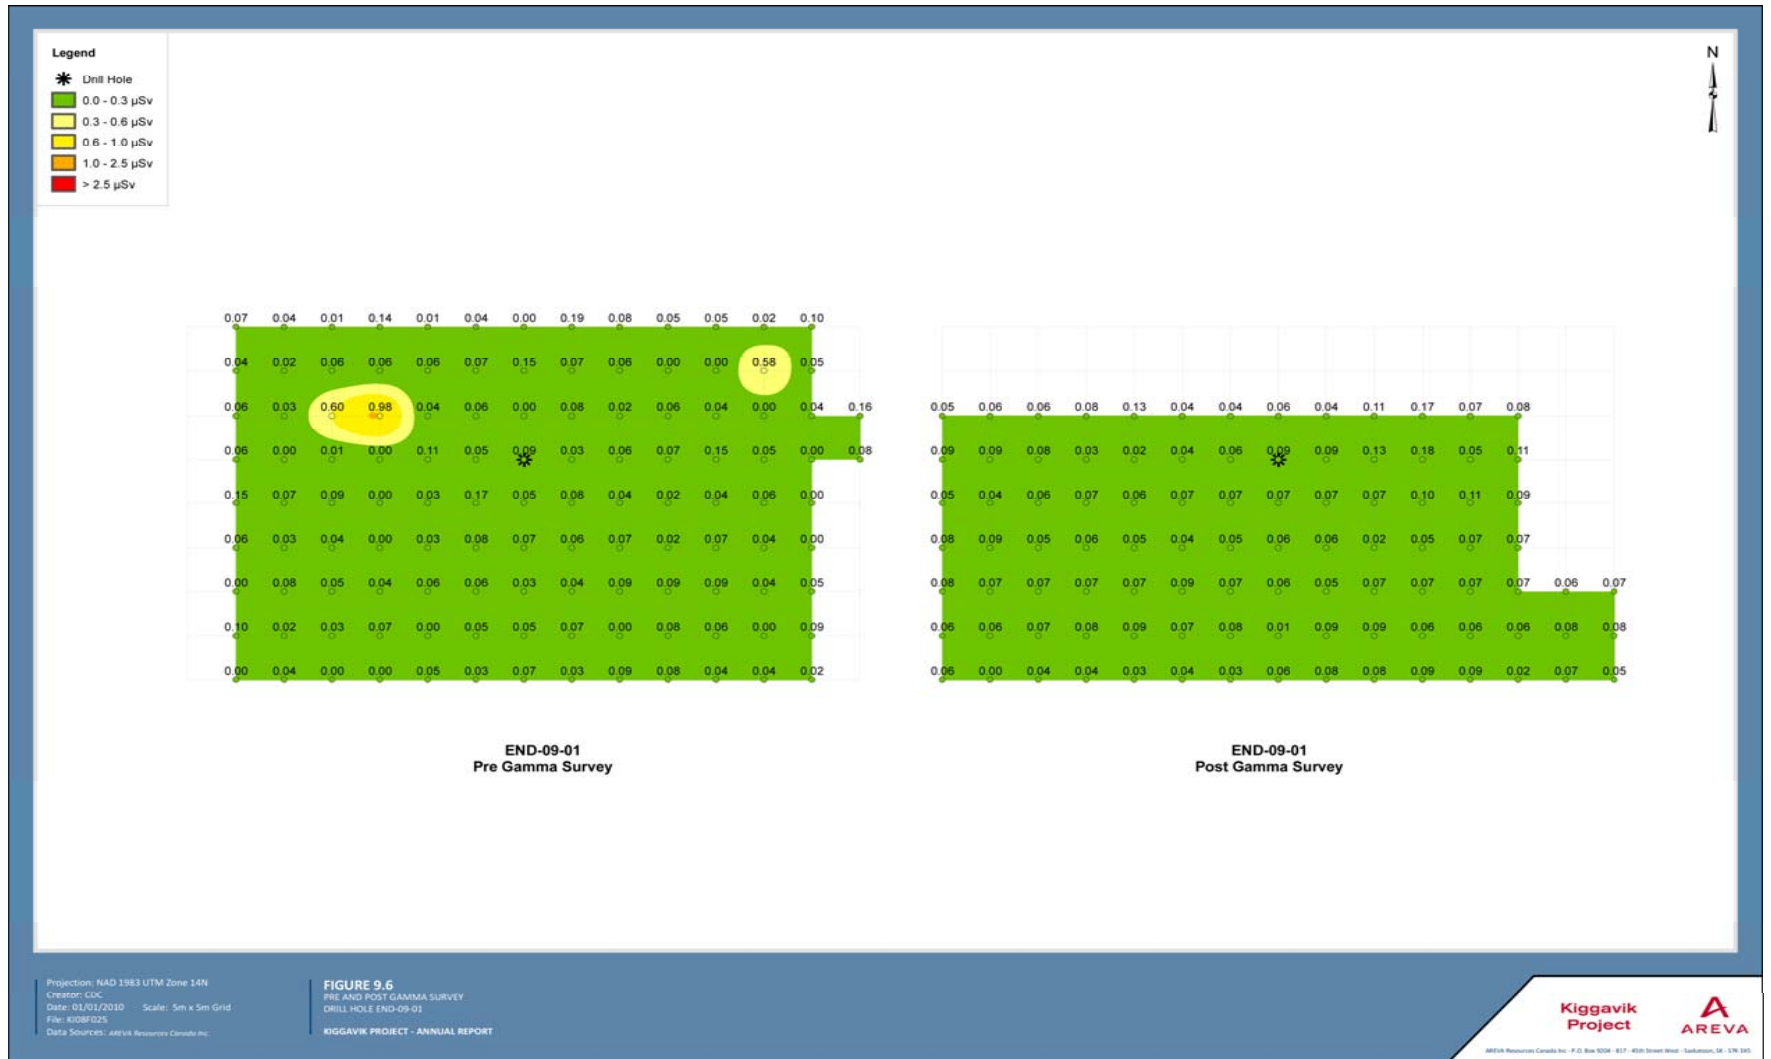 Legend
Drill Hole
0.0 - 0.3 µSv
0.3 - 0.6 µSv
0.6 - 1.0 µSv
1.0 - 2.5 µSv
> 2.5 µSv
N
0.07 0.04 0.01 0.14 0.01 0.04 0.00 0.19 0.08 0.05 0.05 0.02 0.10
0.04 0.02 0.06 0.06 0.06 0.07 0.15 0.07 0.06 0.00 0.00 0.58 0.05
0.06 0.03 0.60 0.98 0.04 0.06 0.00 0.08 0.02 0.06 0.04 0.00 0.04 0.16
0.06 0.00 0.01 0.00 0.11 0.05 0.09 0.03 0.06 0.07 0.15 0.05 0.00 0.08
0.15 0.07 0.09 0.00 0.03 0.17 0.05 0.08 0.04 0.02 0.04 0.06 0.00
0.06 0.03 0.04 0.00 0.03 0.08 0.07 0.06 0.07 0.02 0.07 0.04 0.00
0.00 0.08 0.05 0.04 0.06 0.06 0.03 0.04 0.09 0.09 0.09 0.04 0.05
0.10 0.02 0.03 0.07 0.00 0.05 0.05 0.07 0.00 0.08 0.06 0.00 0.09
0.00 0.04 0.00 0.00 0.05 0.03 0.07 0.03 0.09 0.08 0.04 0.04 0.02
END-09-01
Pre Gamma Survey
0.05 0.06 0.06 0.08 0.13 0.04 0.04 0.06 0.04 0.11 0.17 0.07 0.08
0.09 0.09 0.08 0.03 0.02 0.04 0.06 0.09 0.09 0.13 0.18 0.05 0.11
0.05 0.04 0.06 0.07 0.06 0.07 0.07 0.07 0.07 0.07 0.10 0.11 0.09
0.08 0.09 0.05 0.06 0.05 0.04 0.05 0.06 0.06 0.02 0.05 0.07 0.07
0.08 0.07 0.07 0.07 0.07 0.09 0.07 0.06 0.05 0.07 0.07 0.07 0.07 0.06 0.07
0.06 0.06 0.07 0.08 0.09 0.07 0.08 0.01 0.09 0.09 0.06 0.06 0.06 0.08 0.08
0.06 0.00 0.04 0.04 0.03 0.04 0.03 0.06 0.08 0.08 0.09 0.09 0.02 0.07 0.05
END-09-01
Post Gamma Survey
Projection: NAD 1983 UTM Zone 14N
Creator: CDC
Date: 01/01/2010 Scale: 5m x 5m Grid
File: KI08F025
Data Sources: AREVA Resources Canada Inc.
FIGURE 9.6
PRE AND POST GAMMA SURVEY
DRILL HOLE END-09-01
KIGGAVIK PROJECT - ANNUAL REPORT
Kiggavik
Project
AREVA
AREVA Resources Canada Inc - P.O. Box 9204 - 817 - 45th Street West - Saskatoon, SK - S7K 3X5